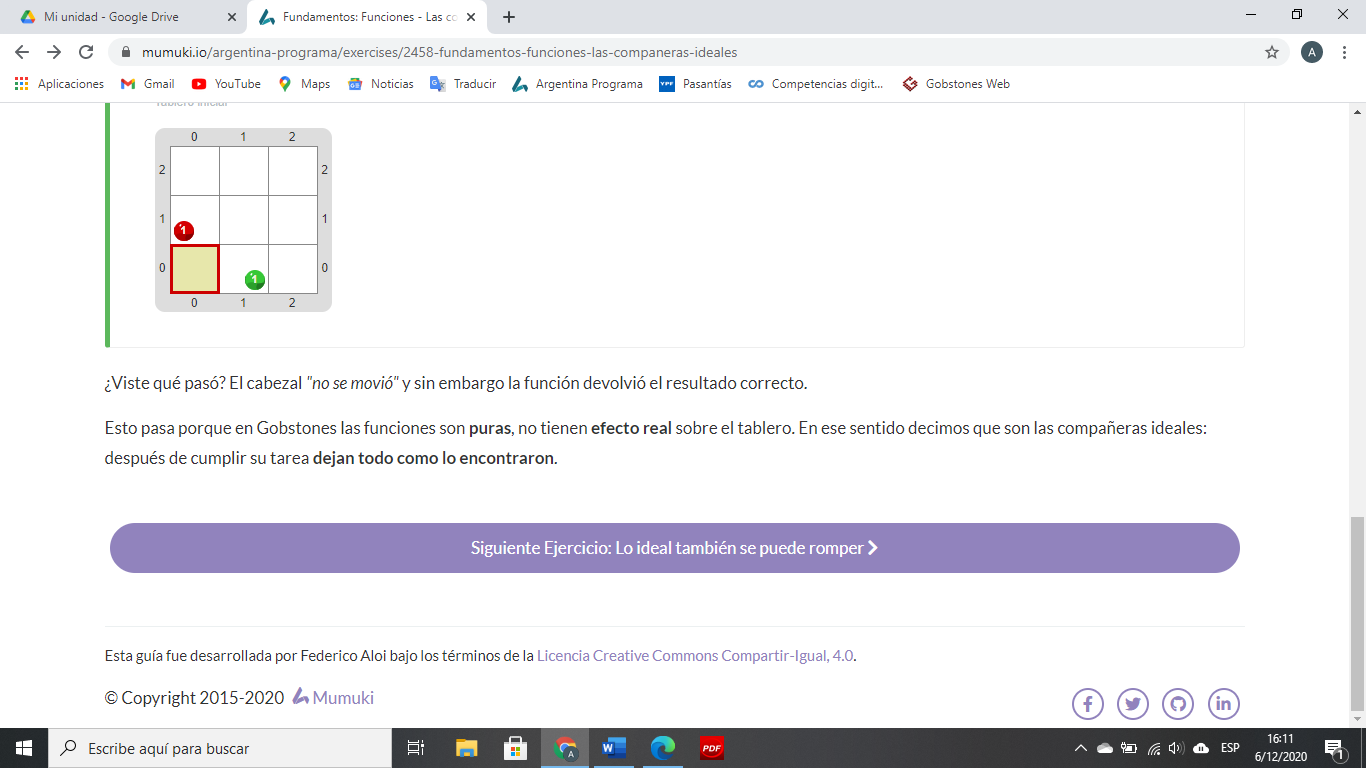 Mi unidad - Google Drive
Fundamentos: Funciones - Las co
mumuki.io/argentina-programa/exercises/2458-fundamentos-funciones-las-companeras-ideales
A
Aplicaciones
Gmail
YouTube
Maps
Noticias
Traducir
Argentina Programa
YPF
Pasantías
Competencias digit...
Gobstones Web
Tablero inicial
0 1 2
2 2
1 1
1
0 0
1
0 1 2
¿Viste qué pasó? El cabezal "no se movió" y sin embargo la función devolvió el resultado correcto.
Esto pasa porque en Gobstones las funciones son puras, no tienen efecto real sobre el tablero. En ese sentido decimos que son las compañeras ideales:
después de cumplir su tarea dejan todo como lo encontraron.
Siguiente Ejercicio: Lo ideal también se puede romper
Esta guía fue desarrollada por Federico Aloi bajo los términos de la Licencia Creative Commons Compartir-Igual, 4.0.
© Copyright 2015-2020 Mumuki
Escribe aquí para buscar
A
W
PDF
ESP
16:11
6/12/2020
1